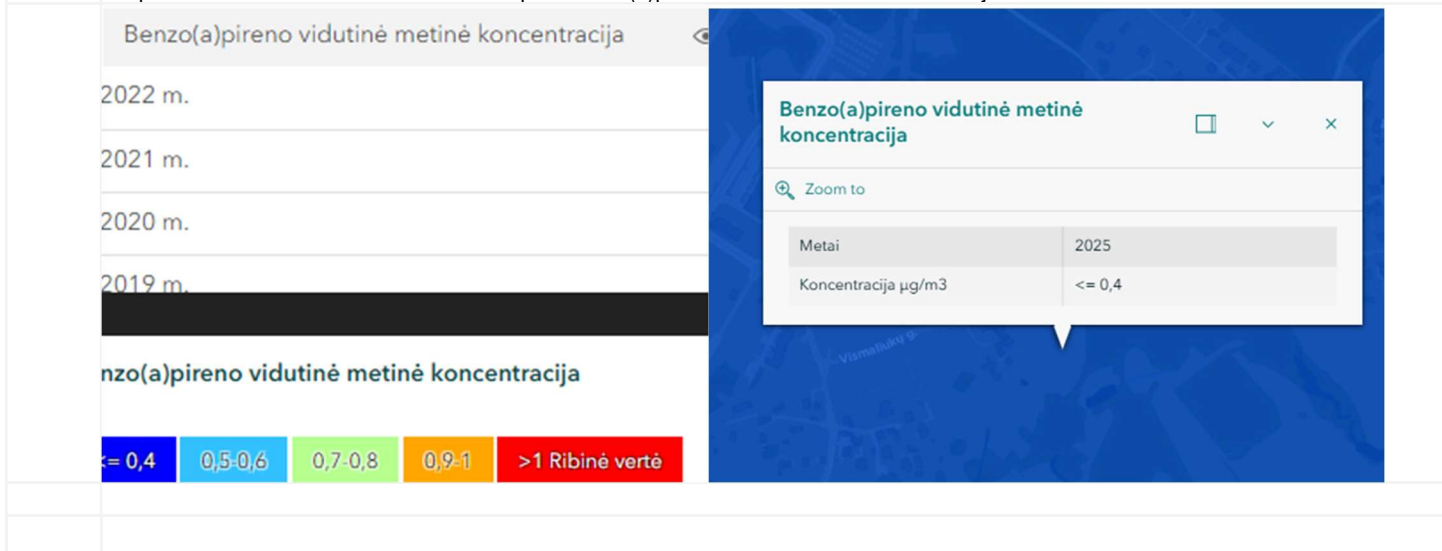 Benzo(a)pireno vidutinė metinė koncentracija
2022 m.
2021 m.
2020 m.
2019 m.
nzo(a)pireno vidutinė metinė koncentracija
<= 0,4 0,5-0,6 0,7-0,8 0,9-1 >1 Ribinė vertė
Benzo(a)pireno vidutinė metinė
koncentracija
Zoom to
Metai 2025
Koncentracija µg/m3 <= 0,4
Vismaliukų g.